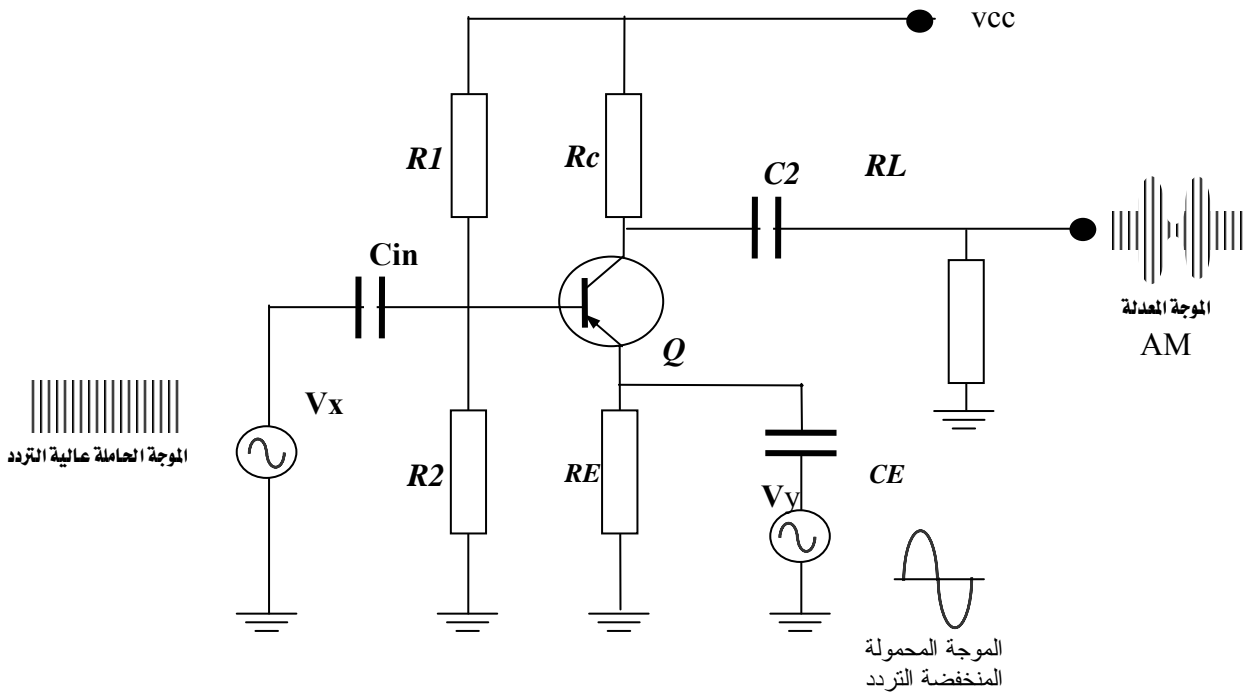 vcc
R1
Rc
C2
RL
Cin
الموجة المعدلة
AM
Q
Vx
الموجة الحاملة عالية التردد
R2
RE
CE
Vy
الموجة المحمولة
المنخفضة التردد